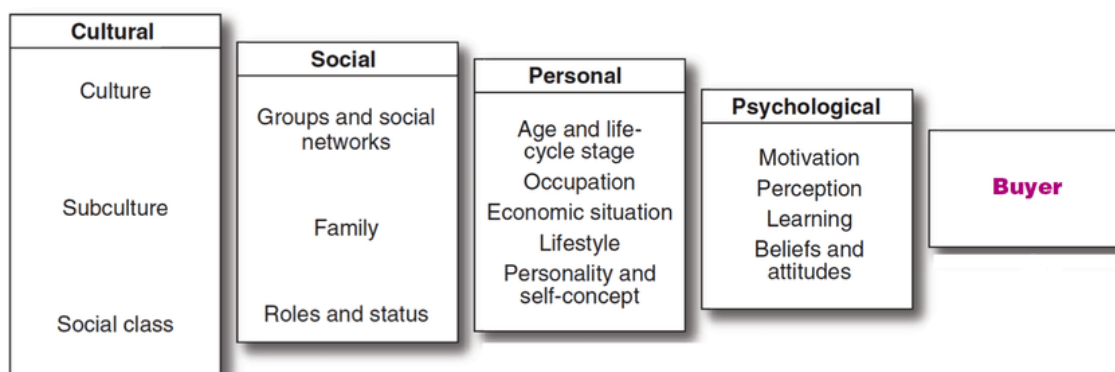 Cultural
Culture
Subculture
Social class
Social
Groups and social
networks
Family
Roles and status
Personal
Age and life-
cycle stage
Occupation
Economic situation
Lifestyle
Personality and
self-concept
Psychological
Motivation
Perception
Learning
Beliefs and
attitudes
Buyer